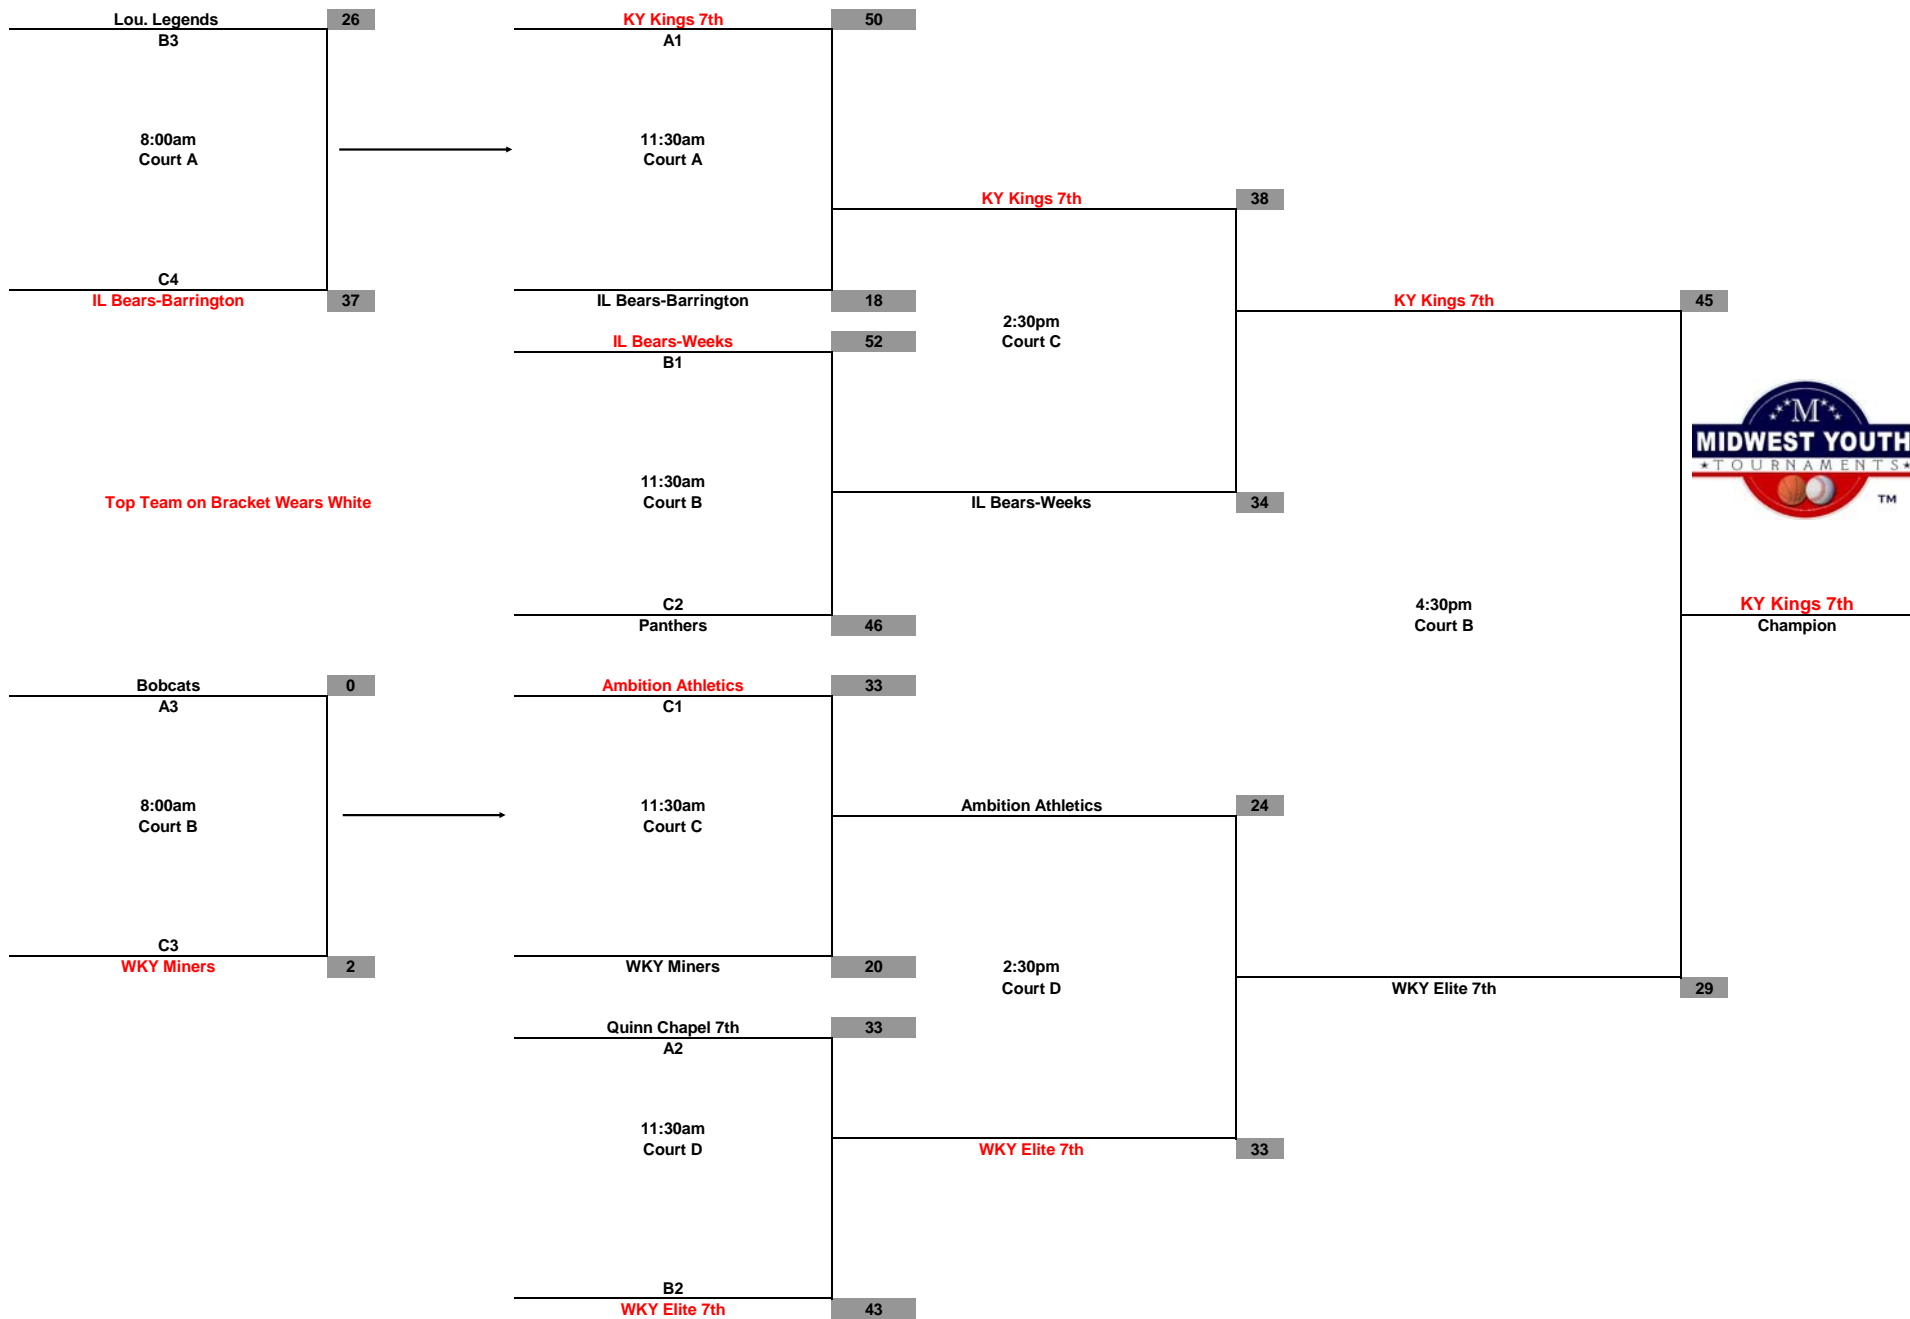 Lou. Legends 26
B3
8:00am
Court A
C4
IL Bears-Barrington 37
Top Team on Bracket Wears White
Bobcats 0
A3
8:00am
Court B
C3
WKY Miners 2
KY Kings 7th 50
A1
11:30am
Court A
IL Bears-Barrington 18
IL Bears-Weeks 52
B1
11:30am
Court B
C2
Panthers 46
Ambition Athletics 33
C1
11:30am
Court C
WKY Miners 20
Quinn Chapel 7th 33
A2
11:30am
Court D
B2
WKY Elite 7th 43
KY Kings 7th 38
2:30pm
Court C
IL Bears-Weeks 34
Ambition Athletics 24
2:30pm
Court D
WKY Elite 7th 33
KY Kings 7th 45
4:30pm
Court B
WKY Elite 7th 29
M
MIDWEST YOUTH
TOURNAMENTS
TM
KY Kings 7th
Champion